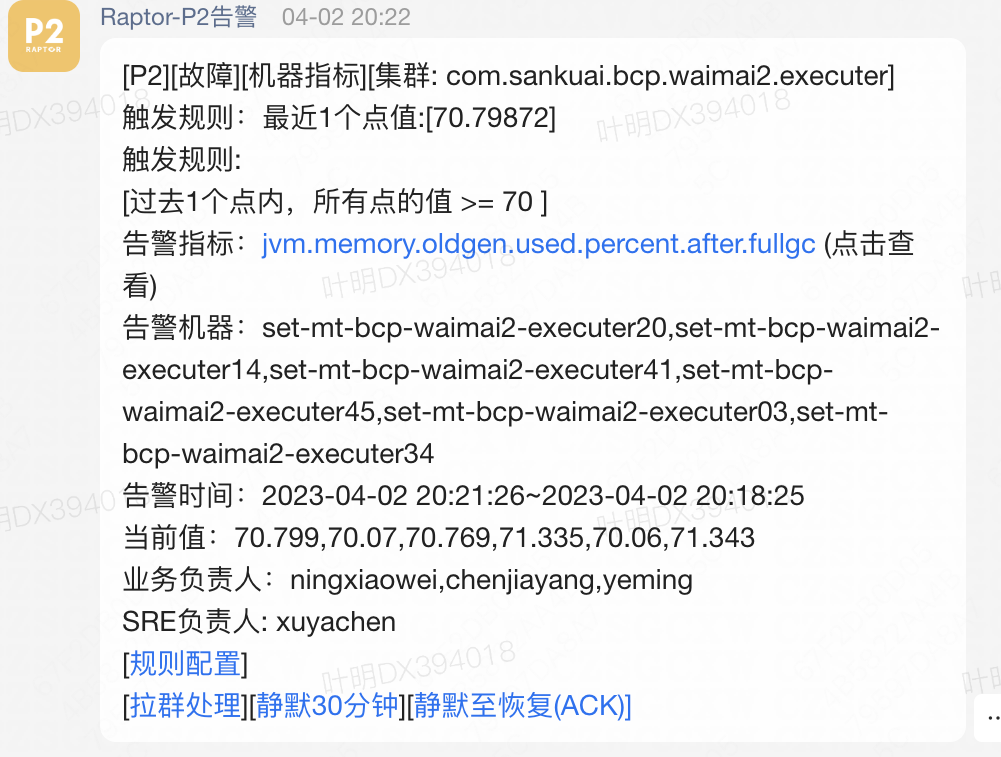 P2
RAPTOR
Raptor-P2告警 04-02 20:22
[P2][故障][机器指标][集群: com.sankuai.bcp.waimai2.executer]
触发规则：最近1个点值:[70.79872]
触发规则:
[过去1个点内，所有点的值 >= 70 ]
告警指标：jvm.memory.oldgen.used.percent.after.fullgc (点击查
看)
告警机器：set-mt-bcp-waimai2-executer20,set-mt-bcp-waimai2-
executer14,set-mt-bcp-waimai2-executer41,set-mt-bcp-
waimai2-executer45,set-mt-bcp-waimai2-executer03,set-mt-
bcp-waimai2-executer34
告警时间：2023-04-02 20:21:26~2023-04-02 20:18:25
当前值：70.799,70.07,70.769,71.335,70.06,71.343
业务负责人：ningxiaowei,chenjiayang,yeming
SRE负责人: xuyachen
[规则配置]
[拉群处理][静默30分钟][静默至恢复(ACK)]
叶明DX394018
叶明DX394018
叶明DX394018
叶明DX394018